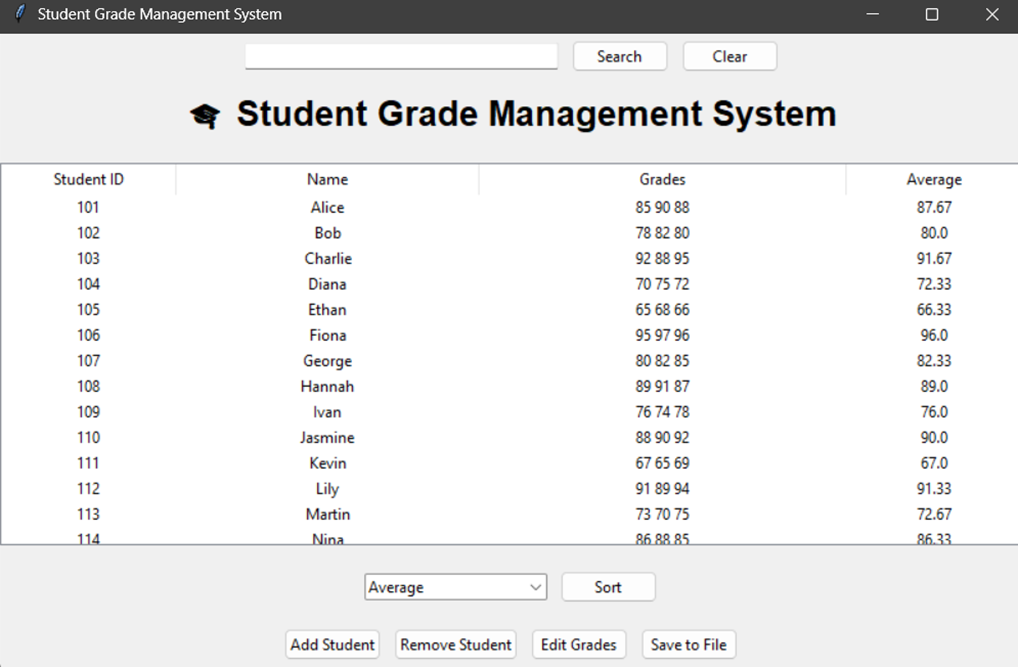 Student Grade Management System
Search Clear
Student Grade Management System
Student ID Name Grades Average
101 Alice 85 90 88 87.67
102 Bob 78 82 80 80.0
103 Charlie 92 88 95 91.67
104 Diana 70 75 72 72.33
105 Ethan 65 68 66 66.33
106 Fiona 95 97 96 96.0
107 George 80 82 85 82.33
108 Hannah 89 91 87 89.0
109 Ivan 76 74 78 76.0
110 Jasmine 88 90 92 90.0
111 Kevin 67 65 69 67.0
112 Lily 91 89 94 91.33
113 Martin 73 70 75 72.67
114 Nina 86 88 85 86.33
Average Sort
Add Student Remove Student Edit Grades Save to File